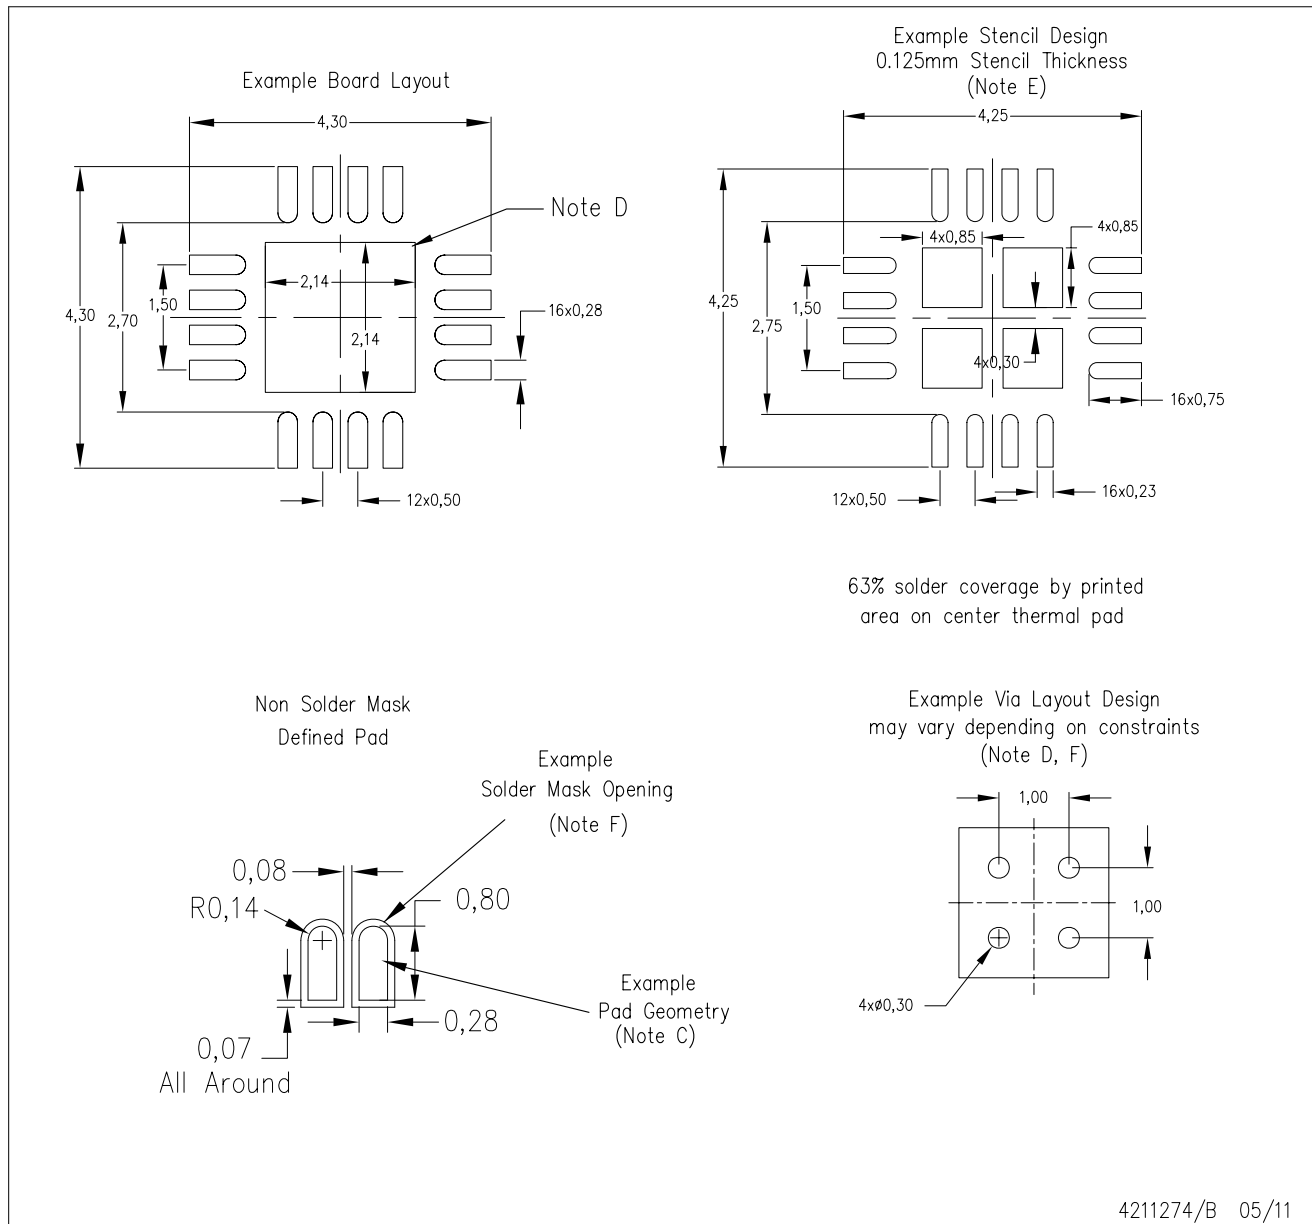 Example Board Layout
4,30
4,30
2,70
1,50
2,14
2,14
Note D
16x0,28
12x0,50
Example Stencil Design
0.125mm Stencil Thickness
(Note E)
4,25
4,25
2,75
1,50
4x0,85
4x0,85
4x0,30
16x0,75
12x0,50
16x0,23
63% solder coverage by printed
area on center thermal pad
Non Solder Mask
Defined Pad
Example
Solder Mask Opening
(Note F)
0,08
R0,14
0,80
Example
Pad Geometry
(Note C)
0,28
0,07
All Around
Example Via Layout Design
may vary depending on constraints
(Note D, F)
1,00
1,00
4xø0,30
4211274/B 05/11